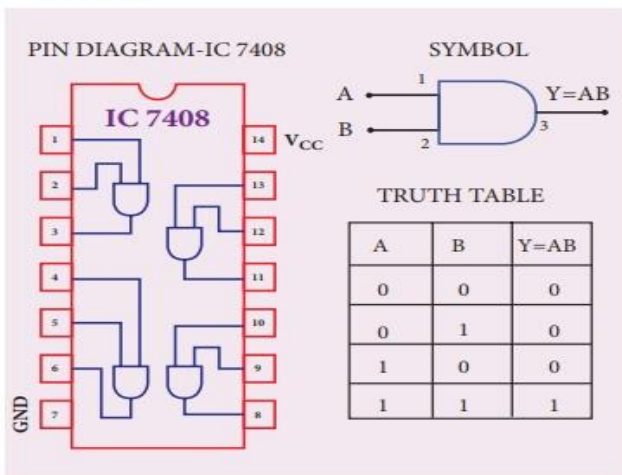 PIN DIAGRAM-IC 7408
IC 7408
1
2
3
4
5
6
7
GND
14 VCC
13
12
11
10
9
8
SYMBOL
A 1
B 2
3
Y=AB
TRUTH TABLE
A B Y=AB
0 0 0
0 1 0
1 0 0
1 1 1